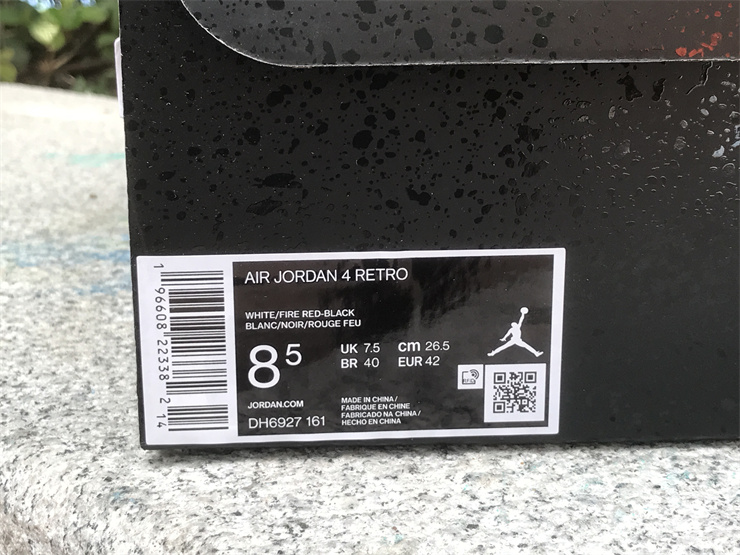 AIR JORDAN 4 RETRO
WHITE/FIRE RED-BLACK
BLANC/NOIR/ROUGE FEU
8 5
UK 7.5 cm 26.5
BR 40 EUR 42
JORDAN.COM
DH6927 161
MADE IN CHINA /
FABRIQUE EN CHINE
FABRICADO NA CHINA /
HECHO EN CHINA
1 96608 22338 2 14